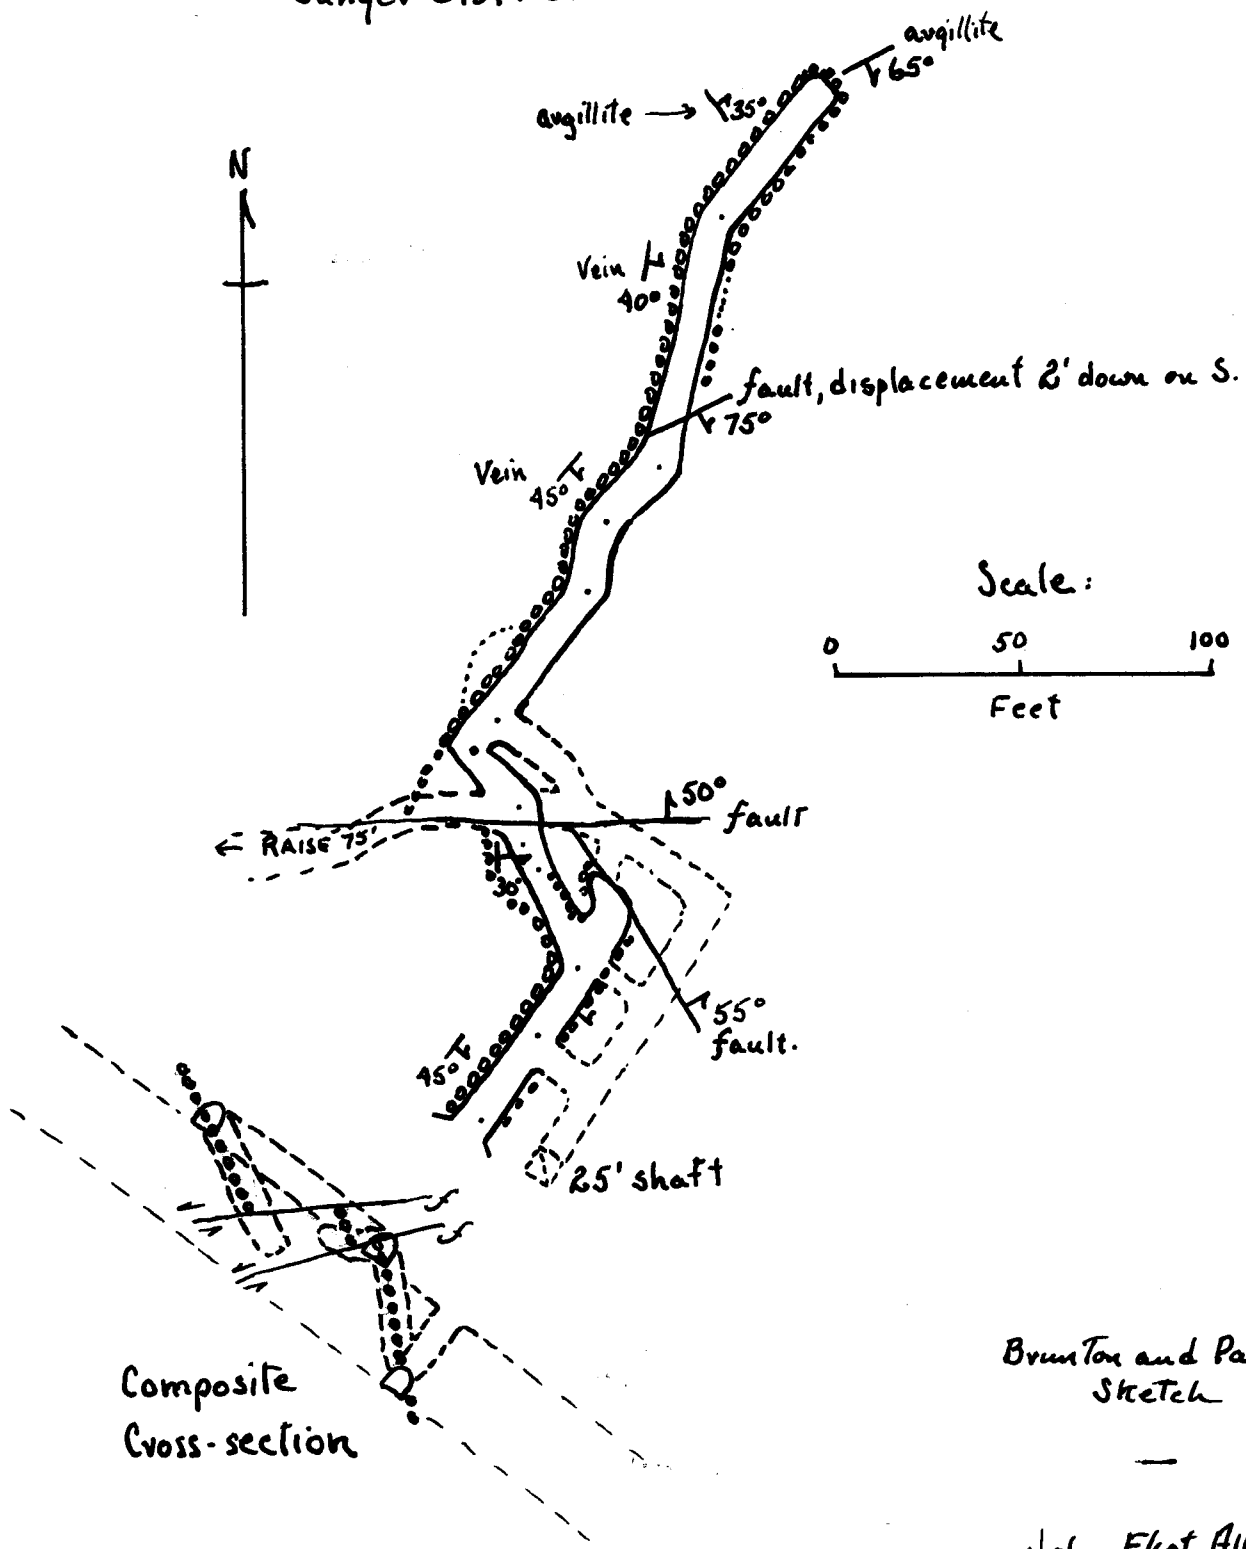 argillite
65°
argillite → 35°
N
Vein
40°
fault, displacement 2' down on S.
75°
Vein
45°
Scale:
0 50 100
Feet
50°
fault
← RAISE 75'
30°
55°
fault.
45°
25' shaft
f
f
Composite
Cross-section
Brunton and Pa
Sketch